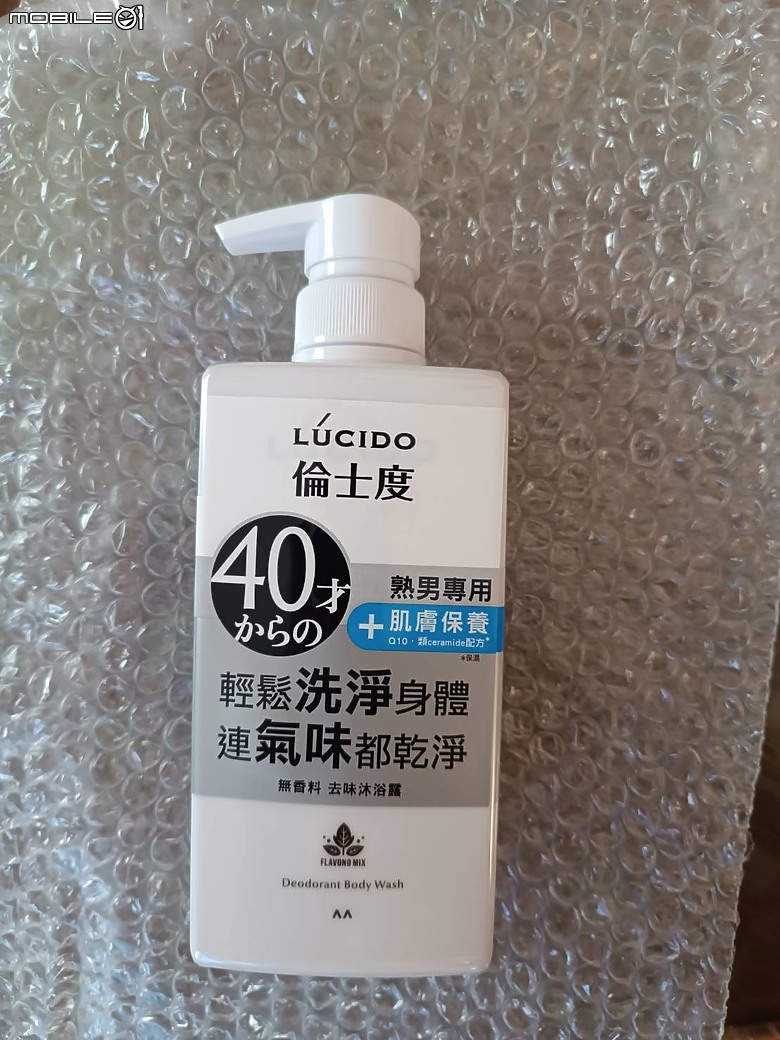 MOBILE01
LÚCIDO
倫士度
40才
からの
熟男專用
+肌膚保養
Q10・類ceramide配方*
*保濕
輕鬆洗淨身體
連氣味都乾淨
無香料 去味沐浴露
FLAVONO MIX
Deodorant Body Wash
^^